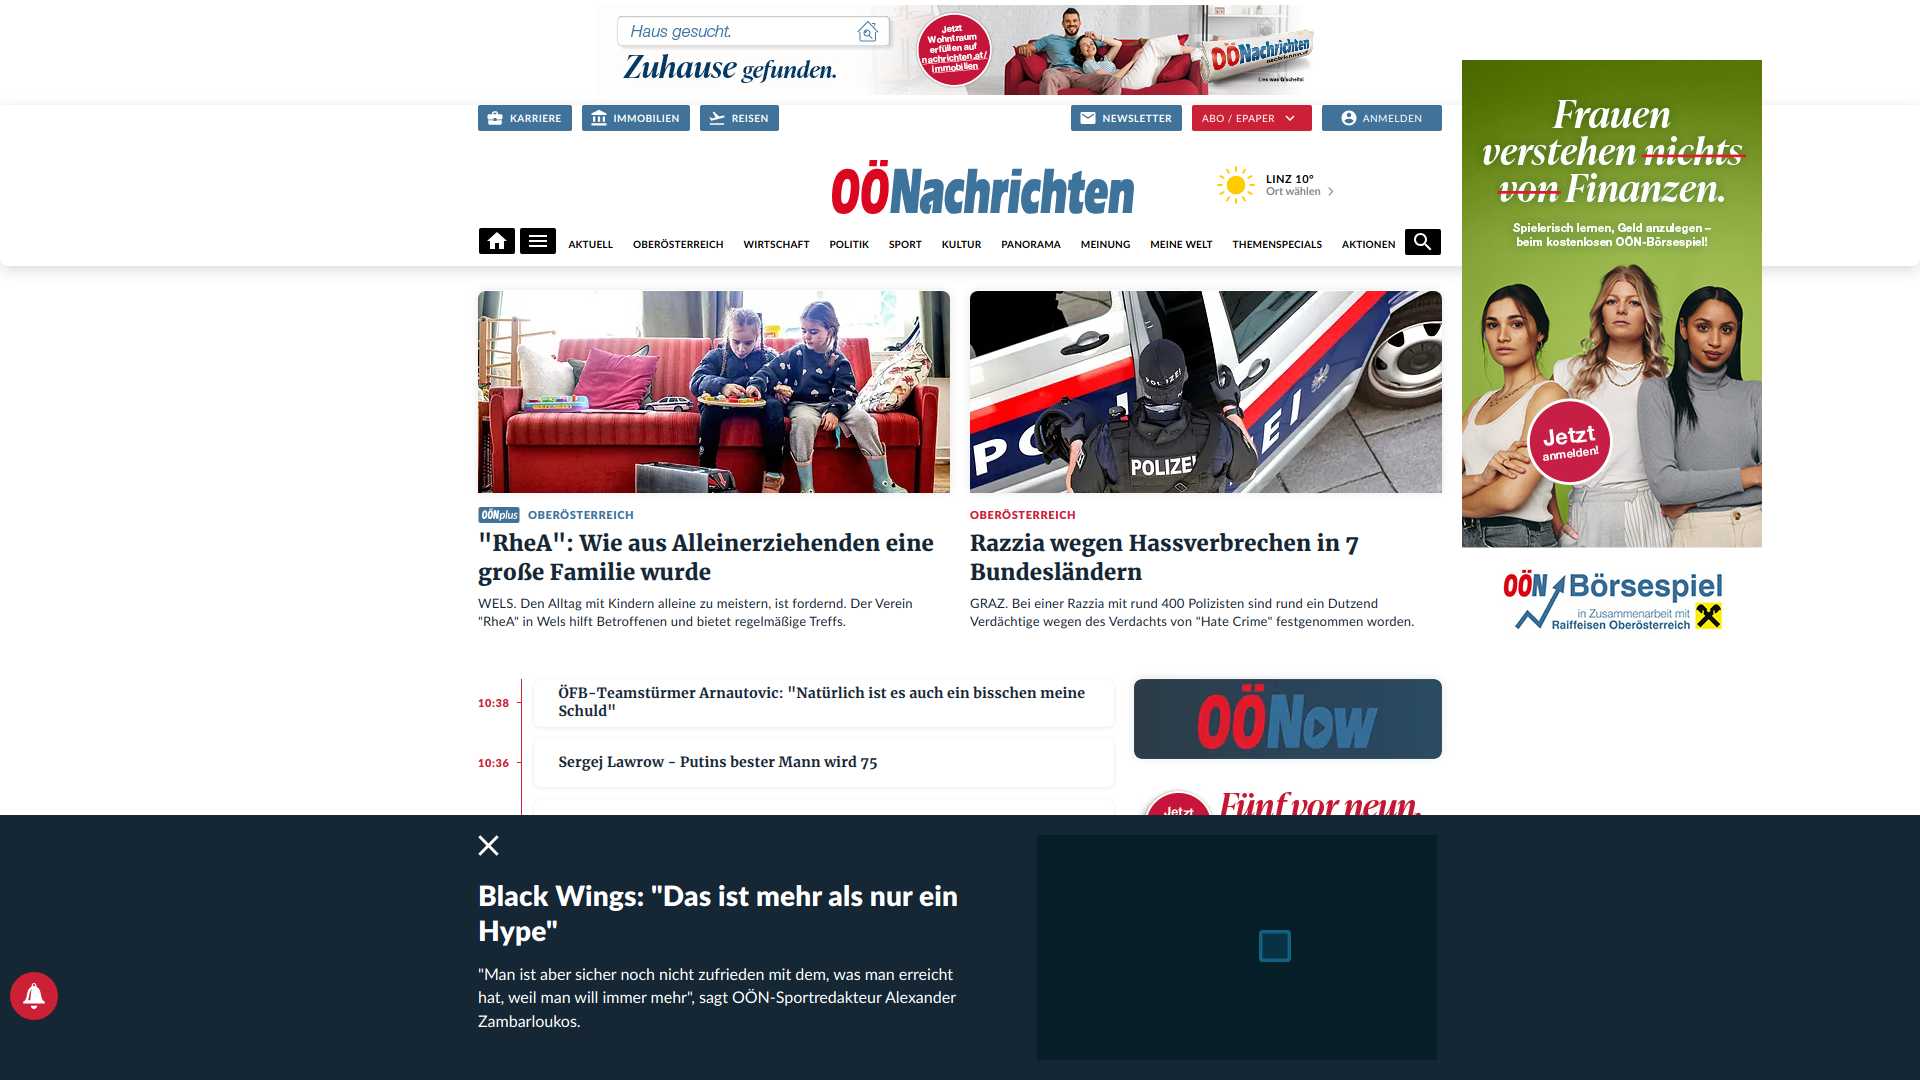 Haus gesucht.
Zuhause gefunden.
Jetzt
Wohntraum
erfüllen auf
nachrichten.at/
immobilien
OÖNachrichten
Lies was G'scheits!
KARRIERE
IMMOBILIEN
REISEN
NEWSLETTER
ABO / EPAPER
ANMELDEN
OÖNachrichten
LINZ 10°
Ort wählen
AKTUELL
OBERÖSTERREICH
WIRTSCHAFT
POLITIK
SPORT
KULTUR
PANORAMA
MEINUNG
MEINE WELT
THEMENSPECIALS
AKTIONEN
Frauen
verstehen nichts
von Finanzen.
Spielerisch lernen, Geld anzulegen –
beim kostenlosen OÖN-Börsespiel!
Jetzt
anmelden!
OÖN Börsespiel
in Zusammenarbeit mit
Raiffeisen Oberösterreich
POLIZEI
POLIZEI
OÖNplus OBERÖSTERREICH
"RheA": Wie aus Alleinerziehenden eine
große Familie wurde
WELS. Den Alltag mit Kindern alleine zu meistern, ist fordernd. Der Verein
"RheA" in Wels hilft Betroffenen und bietet regelmäßige Treffs.
OBERÖSTERREICH
Razzia wegen Hassverbrechen in 7
Bundesländern
GRAZ. Bei einer Razzia mit rund 400 Polizisten sind rund ein Dutzend
Verdächtige wegen des Verdachts von "Hate Crime" festgenommen worden.
10:38
ÖFB-Teamstürmer Arnautovic: "Natürlich ist es auch ein bisschen meine
Schuld"
10:36
Sergej Lawrow - Putins bester Mann wird 75
OÖNow
Jetzt
Fünf vor neun.
Black Wings: "Das ist mehr als nur ein
Hype"
"Man ist aber sicher noch nicht zufrieden mit dem, was man erreicht
hat, weil man will immer mehr", sagt OÖN-Sportredakteur Alexander
Zambarloukos.